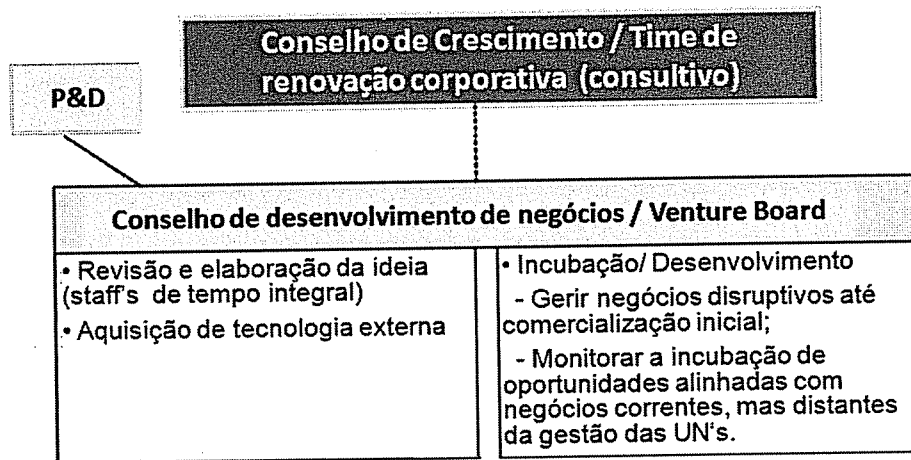 Conselho de Crescimento / Time de
renovação corporativa (consultivo)
P&D
Conselho de desenvolvimento de negócios / Venture Board
• Revisão e elaboração da ideia
(staff's de tempo integral)
• Aquisição de tecnologia externa
• Incubação/ Desenvolvimento
- Gerir negócios disruptivos até
comercialização inicial;
- Monitorar a incubação de
oportunidades alinhadas com
negócios correntes, mas distantes
da gestão das UN's.